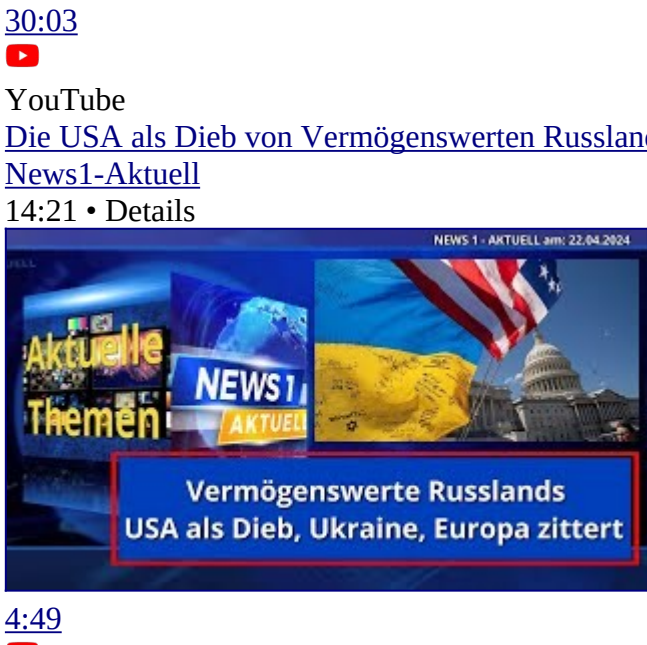 30:03
YouTube
Die USA als Dieb von Vermögenswerten Russland
News1-Aktuell
14:21 • Details
NEWS 1 - AKTUELL am: 22.04.2024
Aktuelle
Themen
NEWS 1
AKTUELL
Vermögenswerte Russlands
USA als Dieb, Ukraine, Europa zittert
4:49